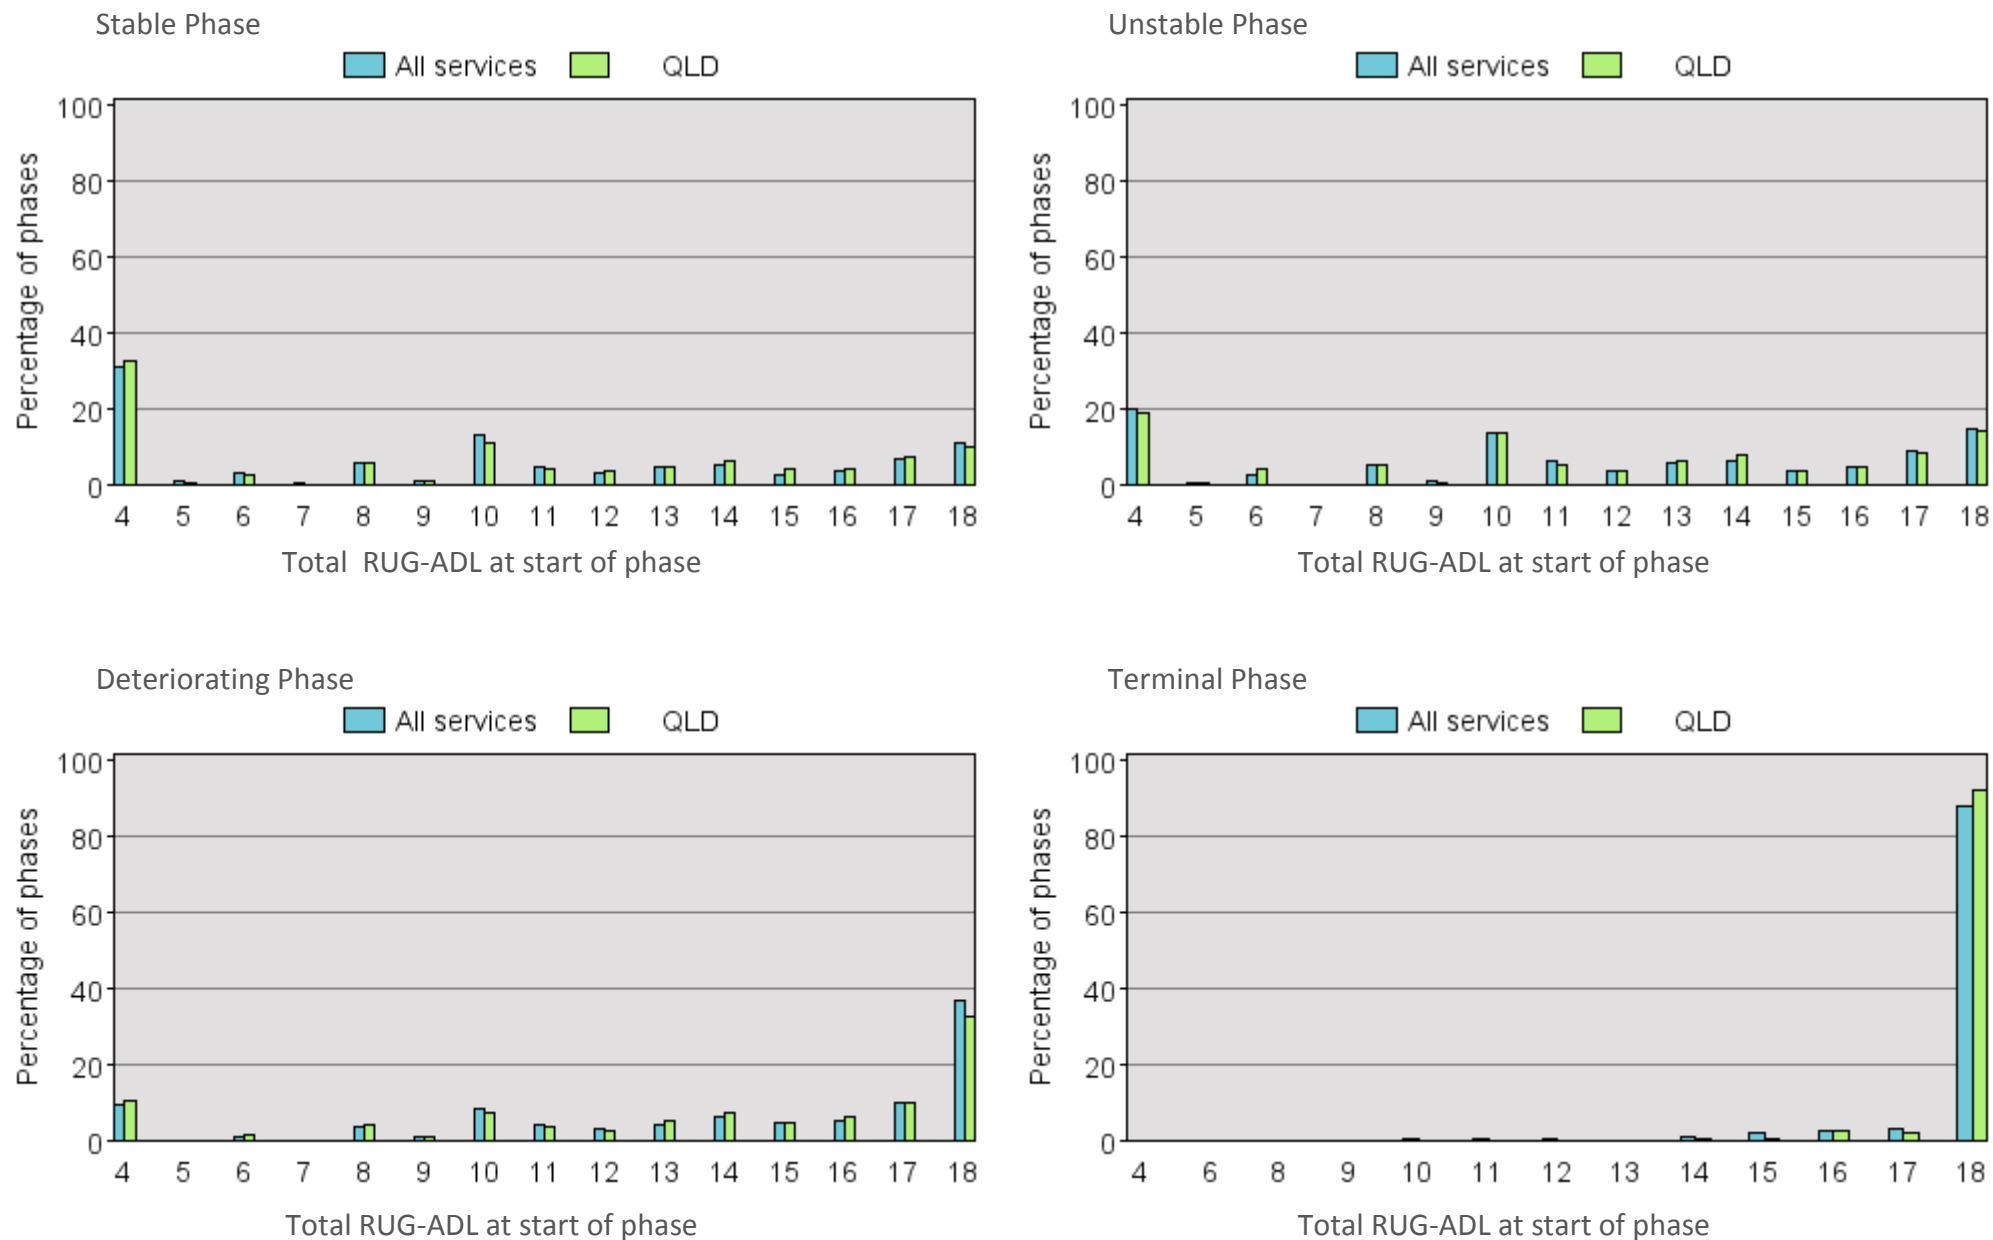 Stable Phase
All services QLD
100
80
60
40
20
0
Percentage of phases
4 5 6 7 8 9 10 11 12 13 14 15 16 17 18
Total RUG-ADL at start of phase
Unstable Phase
All services QLD
100
80
60
40
20
0
Percentage of phases
4 5 6 7 8 9 10 11 12 13 14 15 16 17 18
Total RUG-ADL at start of phase
Deteriorating Phase
All services QLD
100
80
60
40
20
0
Percentage of phases
4 5 6 7 8 9 10 11 12 13 14 15 16 17 18
Total RUG-ADL at start of phase
Terminal Phase
All services QLD
100
80
60
40
20
0
Percentage of phases
4 6 8 9 10 11 12 13 14 15 16 17 18
Total RUG-ADL at start of phase